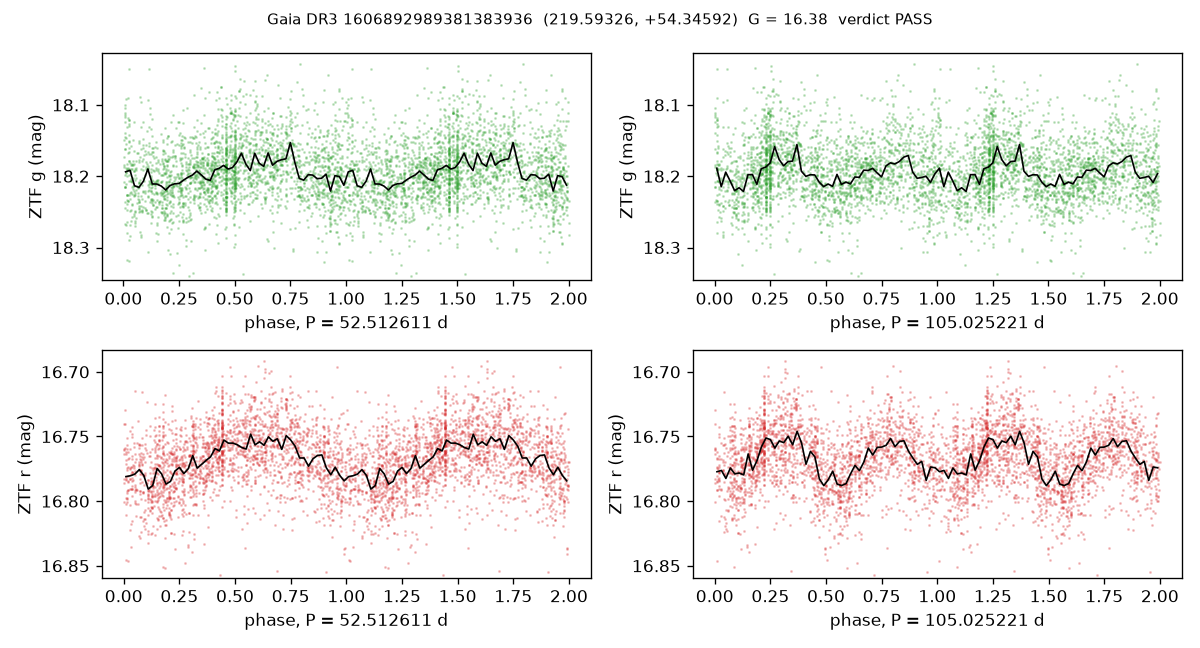 Gaia DR3 1606892989381383936  (219.59326, +54.34592)  G = 16.38  verdict PASS
ZTF g (mag)
18.1
18.2
18.3
0.00 0.25 0.50 0.75 1.00 1.25 1.50 1.75 2.00
phase, P = 52.512611 d
ZTF g (mag)
18.1
18.2
18.3
0.00 0.25 0.50 0.75 1.00 1.25 1.50 1.75 2.00
phase, P = 105.025221 d
ZTF r (mag)
16.70
16.75
16.80
16.85
0.00 0.25 0.50 0.75 1.00 1.25 1.50 1.75 2.00
phase, P = 52.512611 d
ZTF r (mag)
16.70
16.75
16.80
16.85
0.00 0.25 0.50 0.75 1.00 1.25 1.50 1.75 2.00
phase, P = 105.025221 d